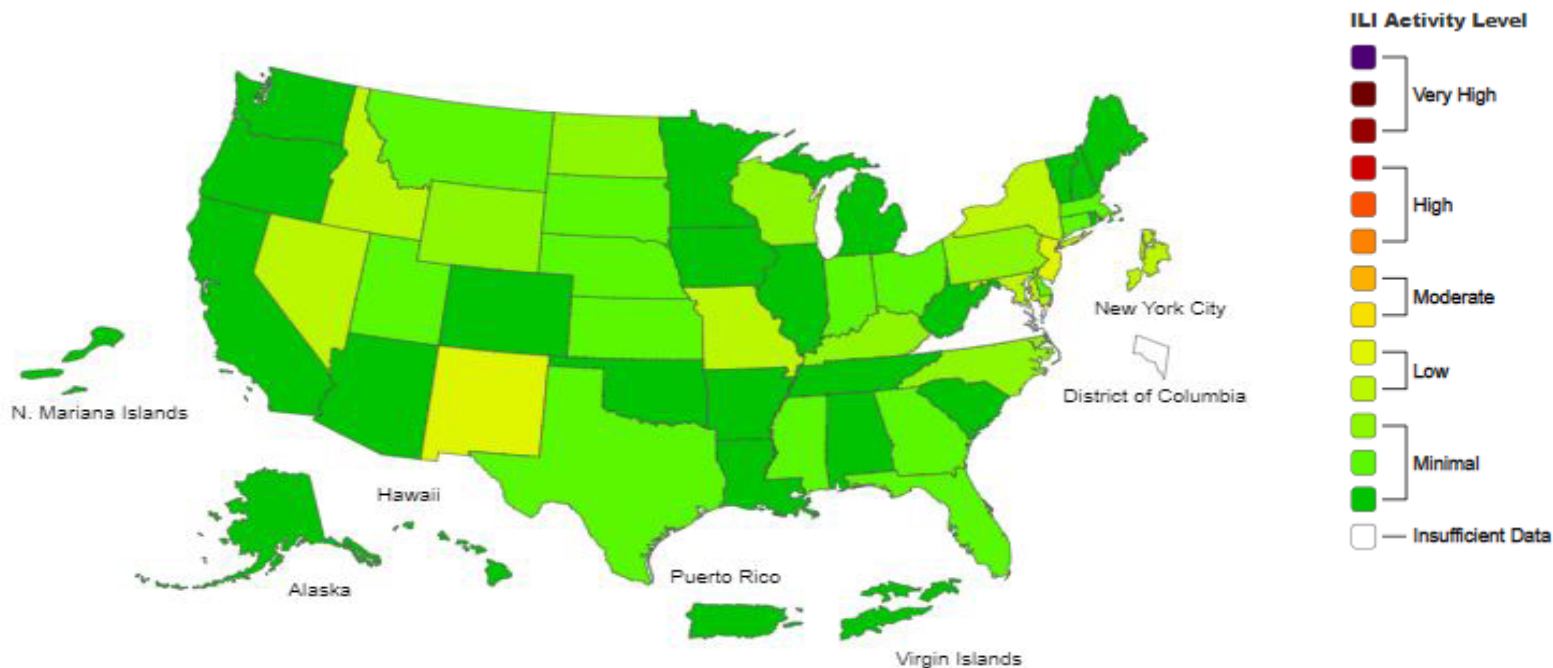 ILI Activity Level
Very High
High
Moderate
Low
Minimal
Insufficient Data
New York City
District of Columbia
N. Mariana Islands
Hawaii
Alaska
Puerto Rico
Virgin Islands